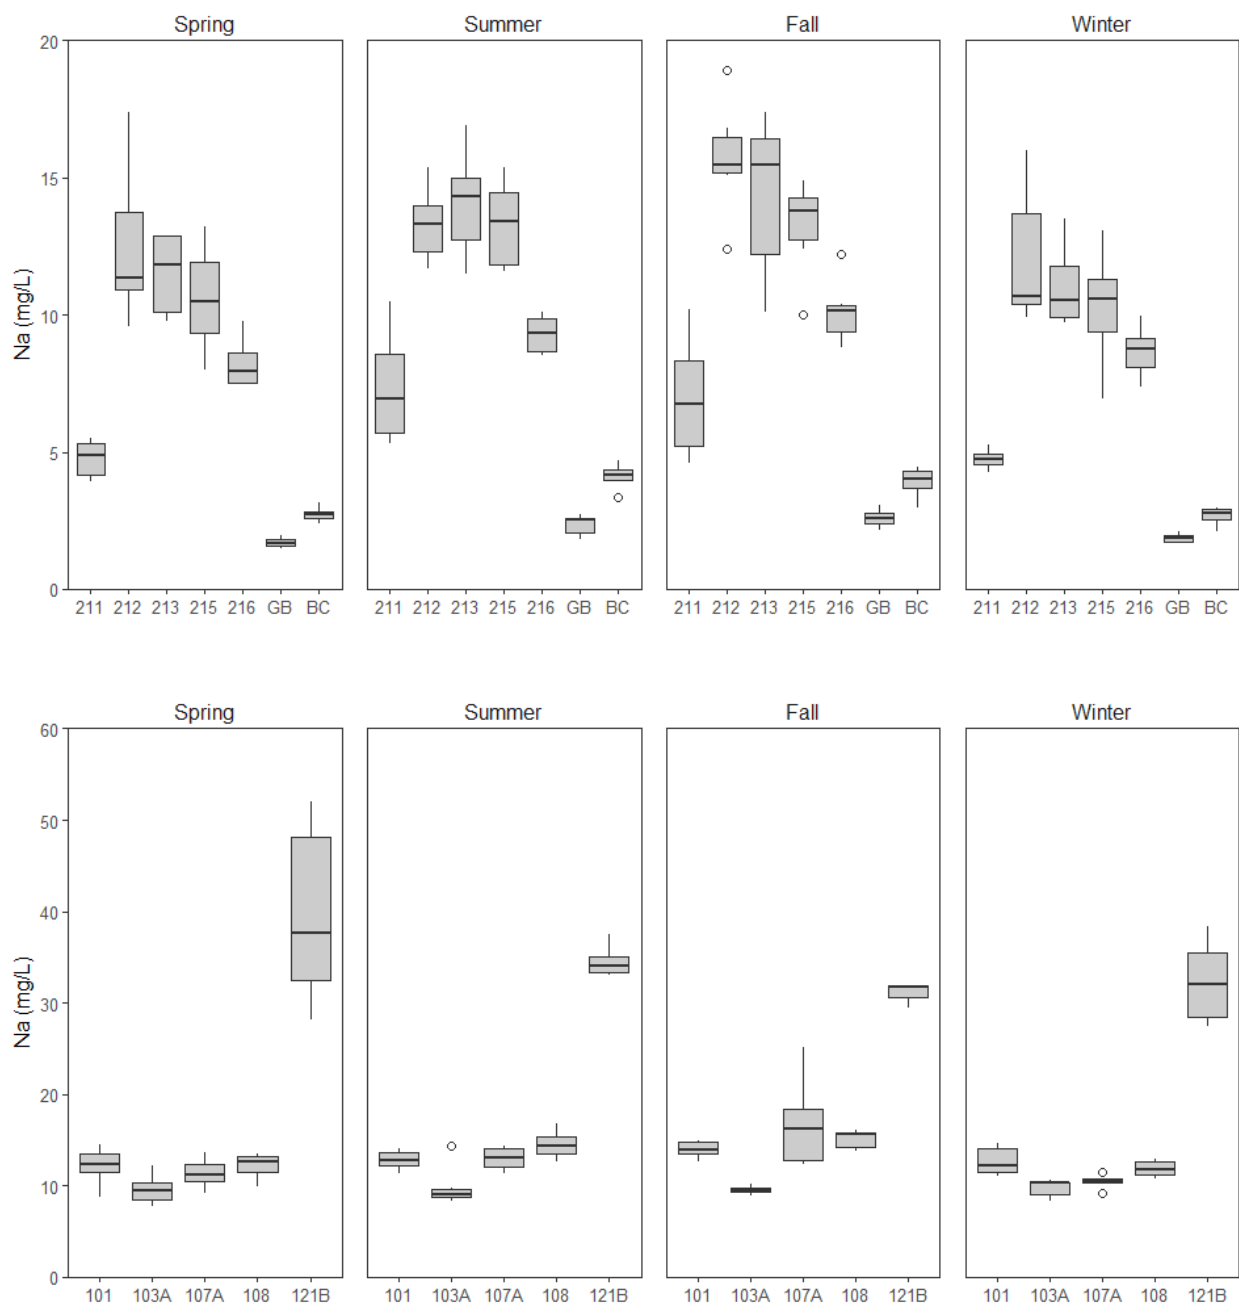 Spring Summer Fall Winter
20
15
10
5
0
Na (mg/L)
211 212 213 215 216 GB BC 211 212 213 215 216 GB BC 211 212 213 215 216 GB BC 211 212 213 215 216 GB BC
Spring Summer Fall Winter
60
50
40
30
20
10
0
Na (mg/L)
101 103A 107A 108 121B 101 103A 107A 108 121B 101 103A 107A 108 121B 101 103A 107A 108 121B